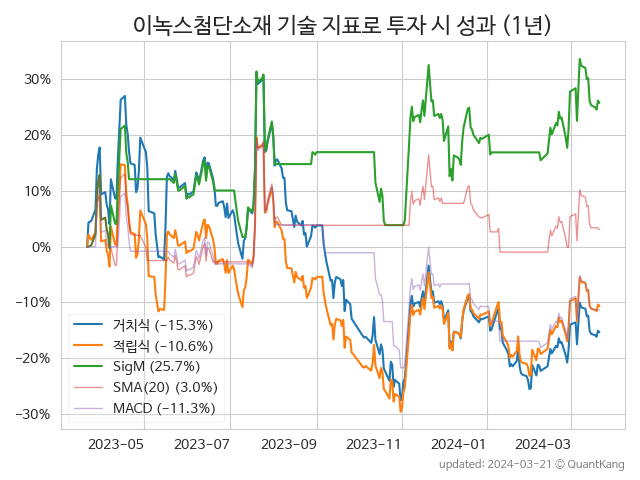 이녹스첨단소재 기술 지표로 투자 시 성과 (1년)
30%
20%
10%
0%
−10%
−20%
−30%
거치식 (−15.3%)
적립식 (−10.6%)
SigM (25.7%)
SMA(20) (3.0%)
MACD (−11.3%)
2023-05
2023-07
2023-09
2023-11
2024-01
2024-03
updated: 2024-03-21 © QuantKang